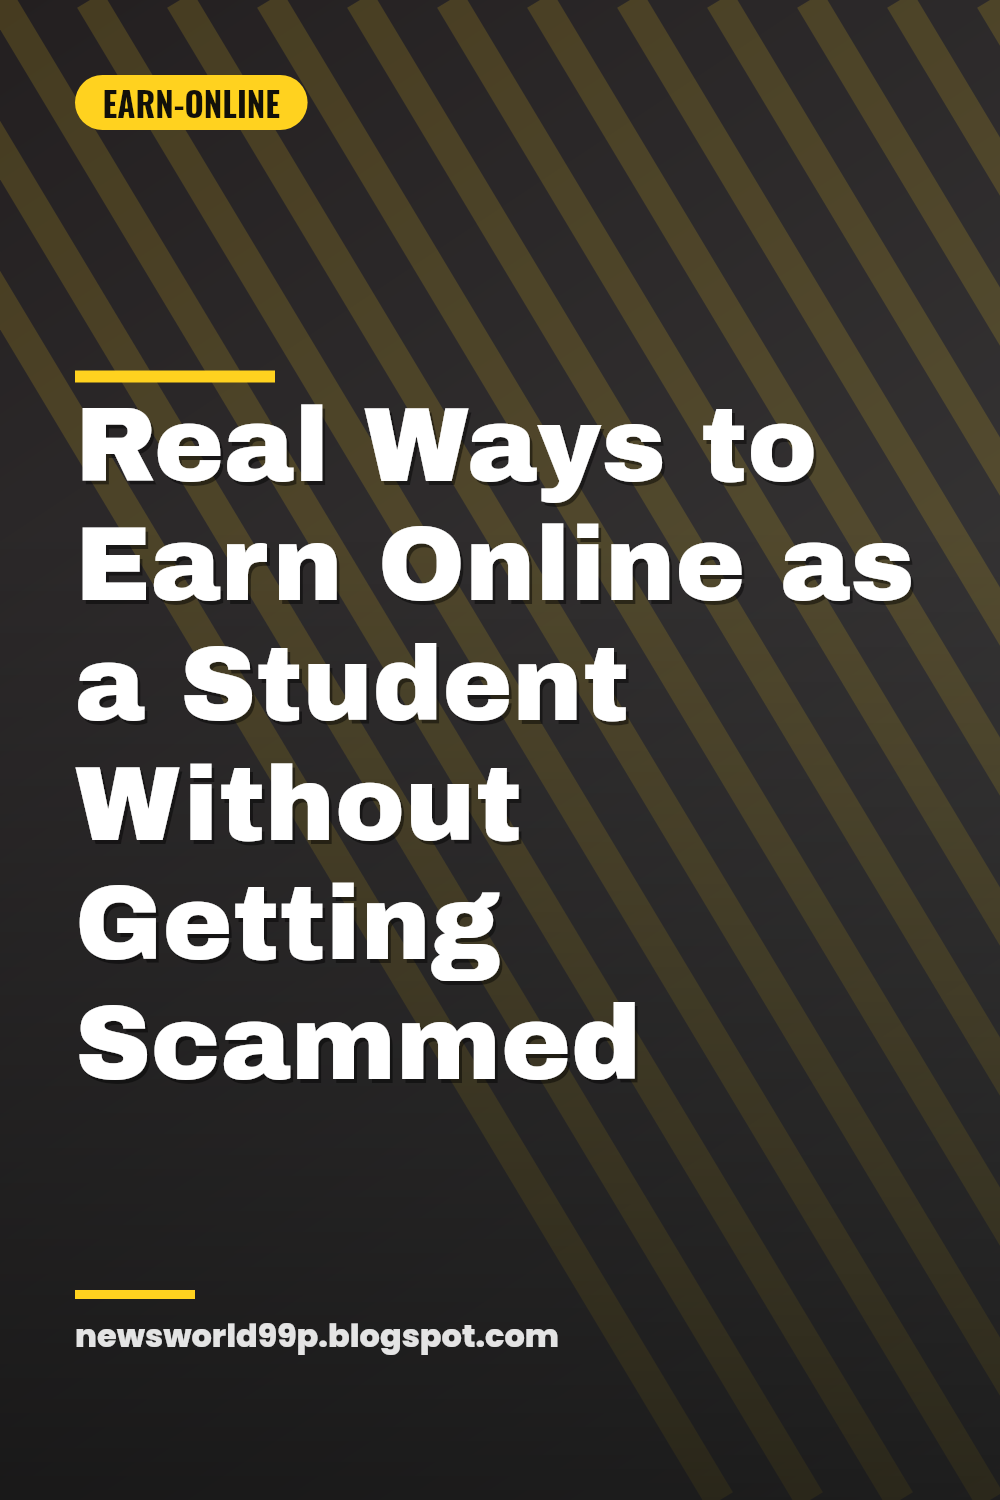 EARN-ONLINE
Real Ways to
Earn Online as
a Student
Without
Getting
Scammed
newsworld99p.blogspot.com